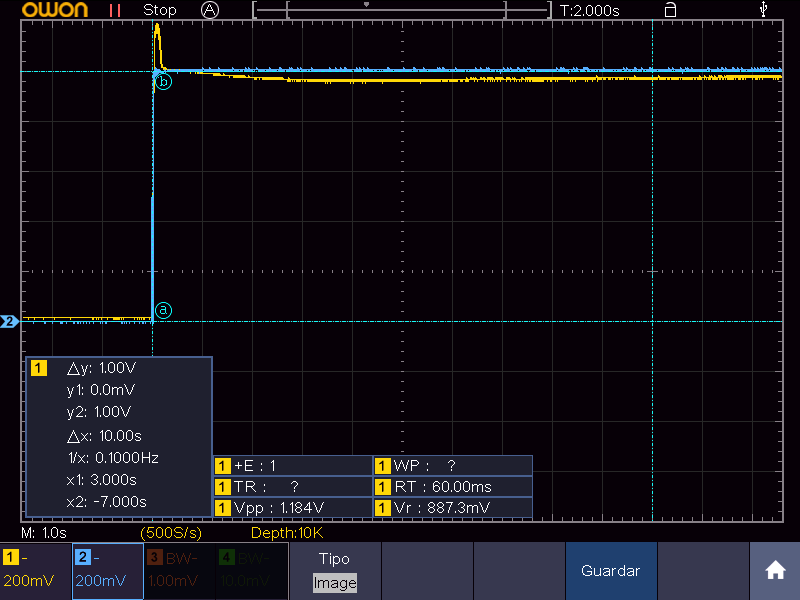 OWON Stop A T:2.000s
b
a
2
1 △y: 1.00V
y1: 0.0mV
y2: 1.00V
△x: 10.00s
1/x: 0.1000Hz
x1: 3.000s
x2: -7.000s
1 +E : 1 1 WP : ?
1 TR : ? 1 RT : 60.00ms
1 Vpp : 1.184V 1 Vr : 887.3mV
M: 1.0s (500S/s) Depth:10K
1 - 2 - 3 BW- 4 BW- Tipo
200mV 200mV 1.00mV 10.0mV Image Guardar